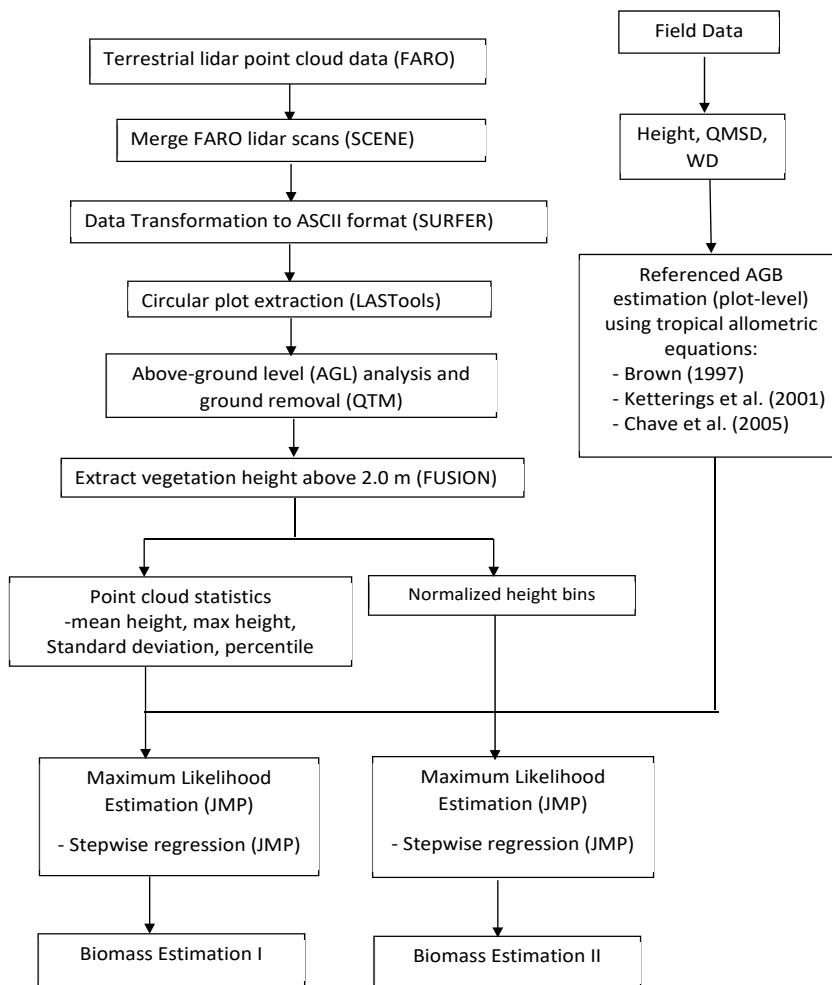 Terrestrial lidar point cloud data (FARO)
Merge FARO lidar scans (SCENE)
Data Transformation to ASCII format (SURFER)
Circular plot extraction (LASTools)
Above-ground level (AGL) analysis and
ground removal (QTM)
Extract vegetation height above 2.0 m (FUSION)
Point cloud statistics
-mean height, max height,
Standard deviation, percentile
Normalized height bins
Field Data
Height, QMSD,
WD
Referenced AGB
estimation (plot-level)
using tropical allometric
equations:
- Brown (1997)
- Ketterings et al. (2001)
- Chave et al. (2005)
Maximum Likelihood
Estimation (JMP)
- Stepwise regression (JMP)
Maximum Likelihood
Estimation (JMP)
- Stepwise regression (JMP)
Biomass Estimation I
Biomass Estimation II